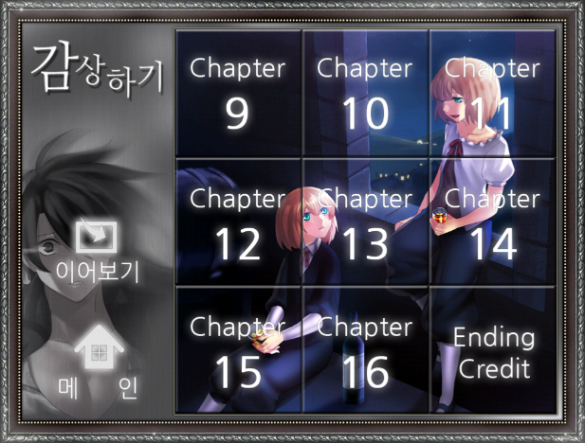 감상하기
이어보기
메 인
Chapter
9
Chapter
10
Chapter
11
Chapter
12
Chapter
13
Chapter
14
Chapter
15
Chapter
16
Ending
Credit